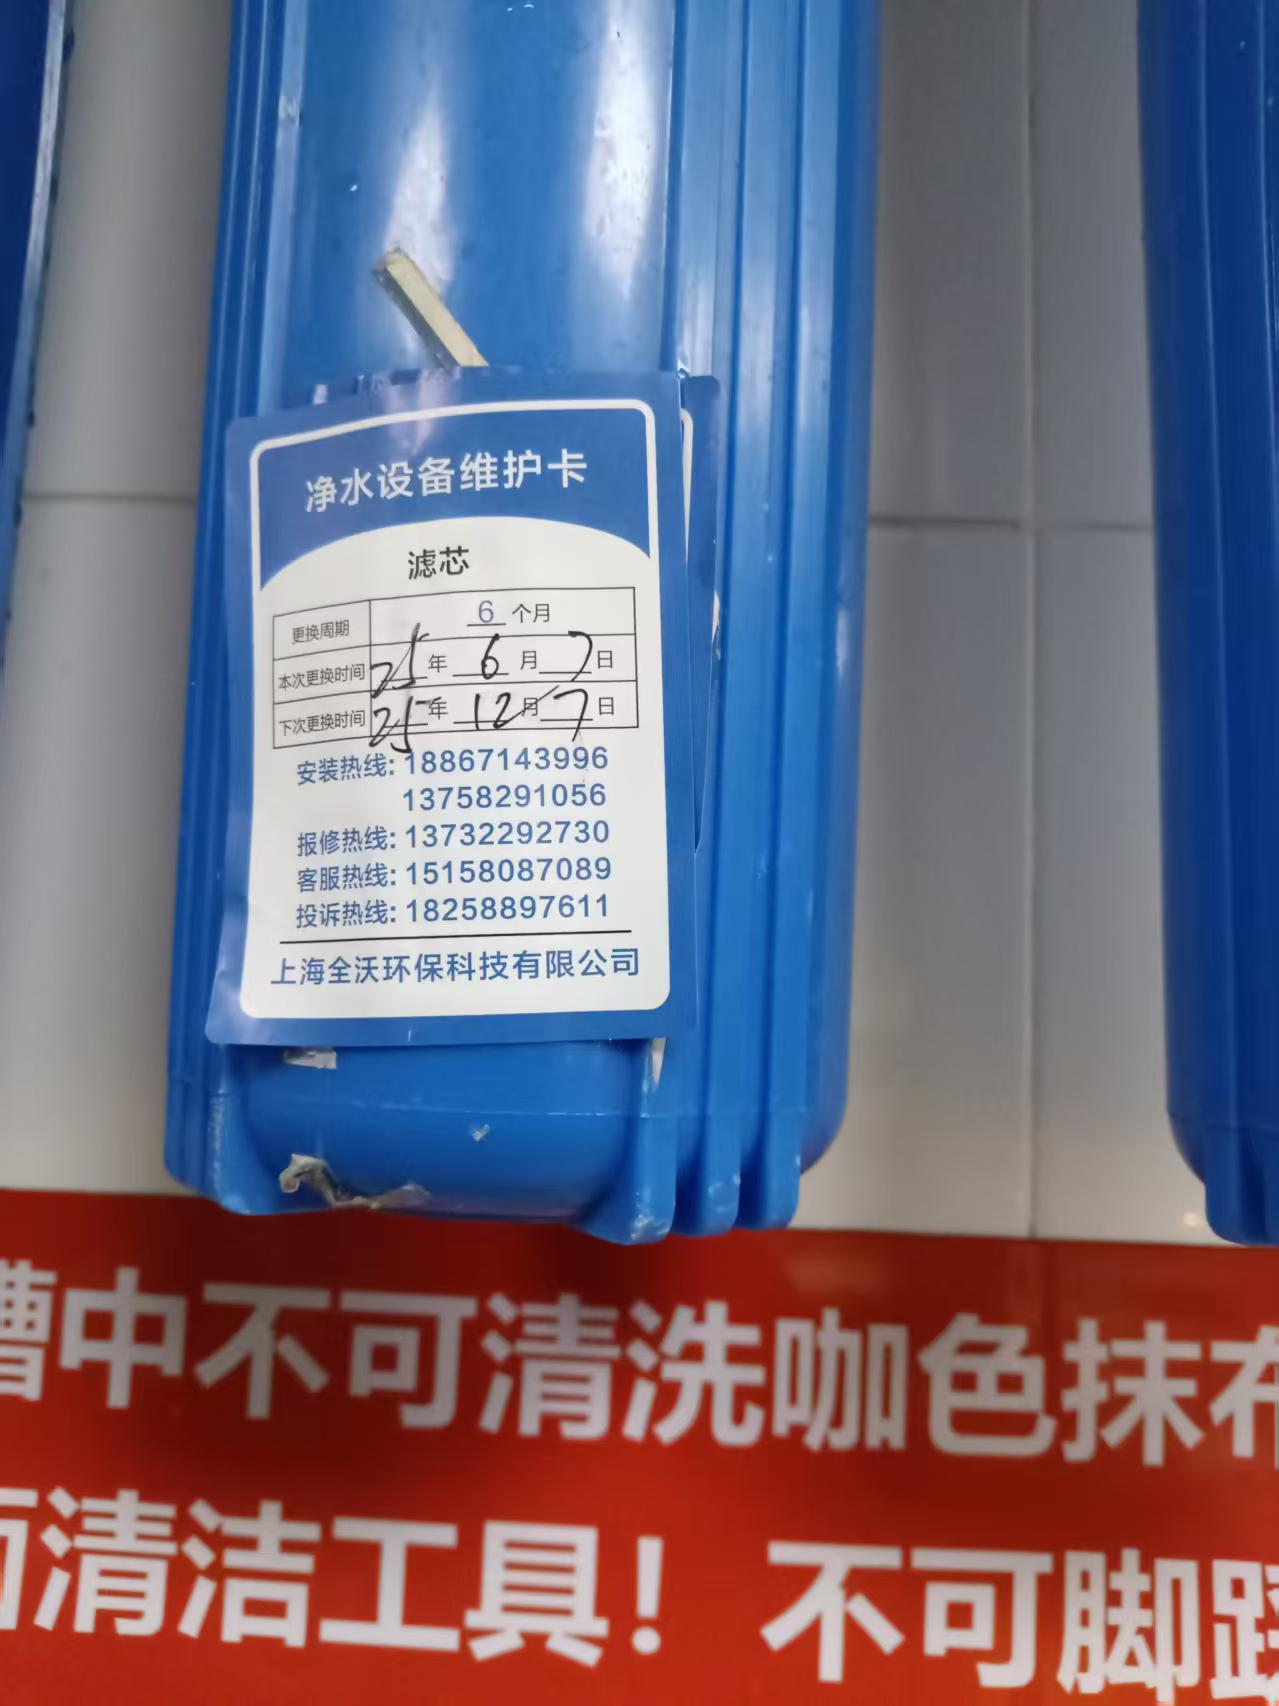 净水设备维护卡
滤芯
更换周期 6 个月
本次更换时间 25 年 6 月 7 日
下次更换时间 25 年 12 月 7 日
安装热线: 18867143996
13758291056
报修热线: 13732292730
客服热线: 15158087089
投诉热线: 18258897611
上海全沃环保科技有限公司
槽中不可清洗咖色抹布
清洁工具！不可脚踩